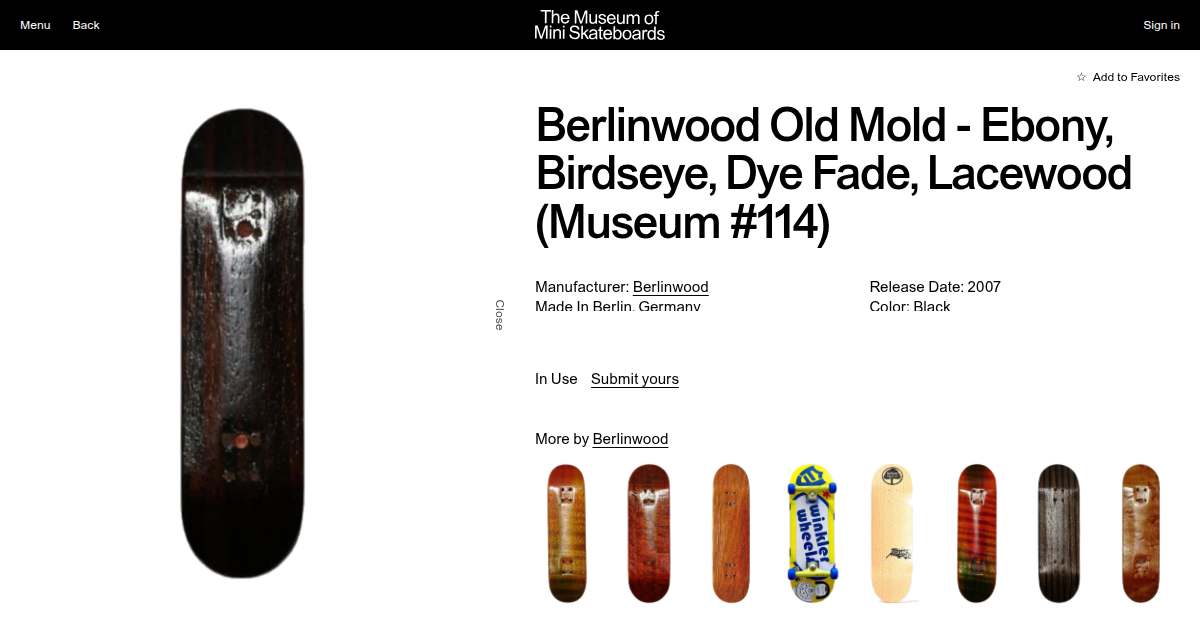 Menu Back
The Museum of
Mini Skateboards
Sign in
☆ Add to Favorites
Berlinwood Old Mold - Ebony,
Birdseye, Dye Fade, Lacewood
(Museum #114)
Manufacturer: Berlinwood
Made In Berlin, Germany
Release Date: 2007
Color: Black
Close
In Use Submit yours
More by Berlinwood
winkler
wheels